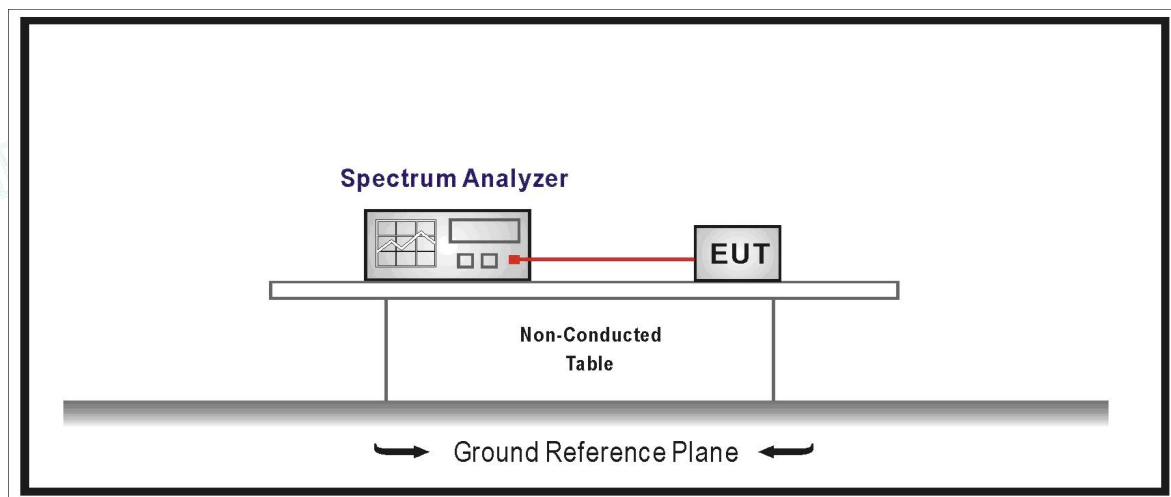 Spectrum Analyzer
EUT
Non-Conducted
Table
Ground Reference Plane